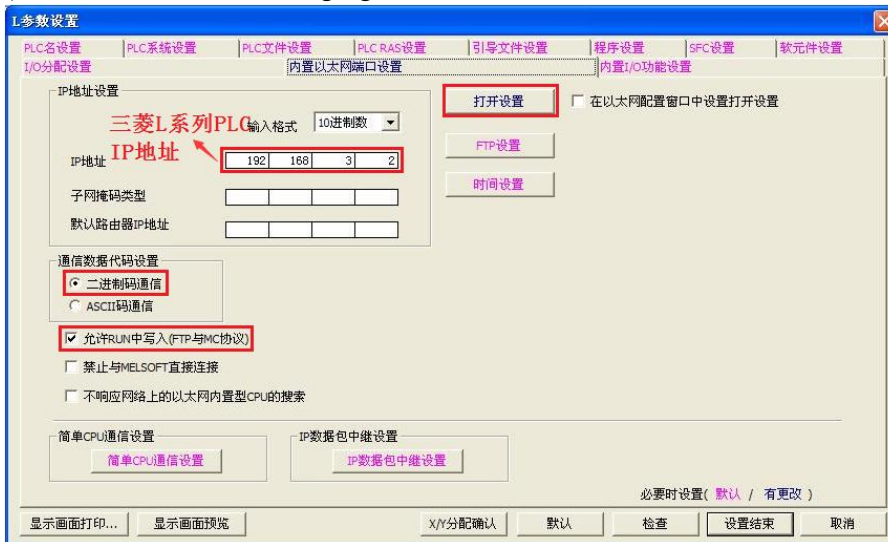 L参数设置
PLC名设置 PLC系统设置 PLC文件设置 PLC RAS设置 引导文件设置 程序设置 SFC设置 软元件设置
I/O分配设置 内置以太网端口设置 内置I/O功能设置
IP地址设置
打开设置 在以太网配置窗口中设置打开设置
三菱L系列PLC
输入格式 10进制数
IP地址
FTP设置
IP地址 192 168 3 2
时间设置
子网掩码类型
默认路由器IP地址
通信数据代码设置
二进制码通信
ASCII码通信
允许RUN中写入(FTP与MC协议)
禁止与MELSOFT直接连接
不响应网络上的以太网内置型CPU的搜索
简单CPU通信设置 IP数据包中继设置
简单CPU通信设置 IP数据包中继设置
必要时设置( 默认 / 有更改 )
显示画面打印... 显示画面预览 X/Y分配确认 默认 检查 设置结束 取消